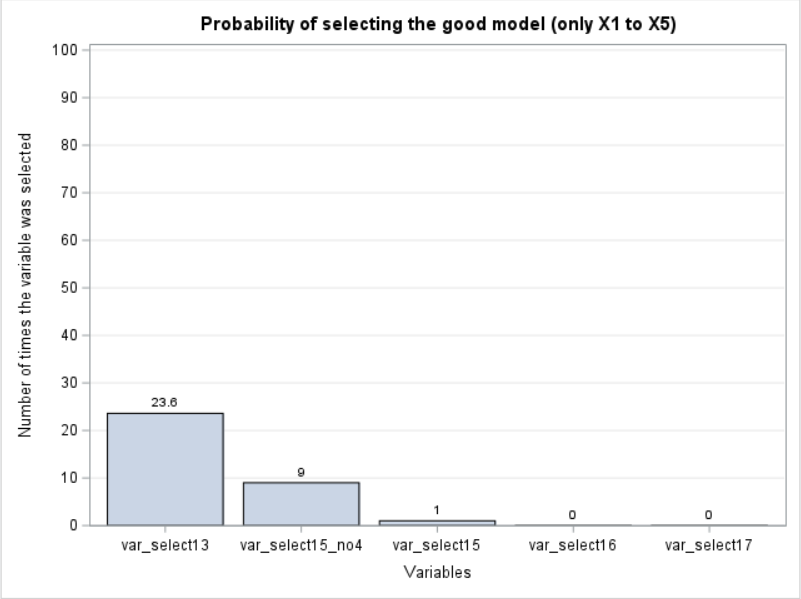 Probability of selecting the good model (only X1 to X5)
Number of times the variable was selected
100
90
80
70
60
50
40
30
20
10
0
23.6
9
1
0
0
var_select13
var_select15_no4
var_select15
var_select16
var_select17
Variables